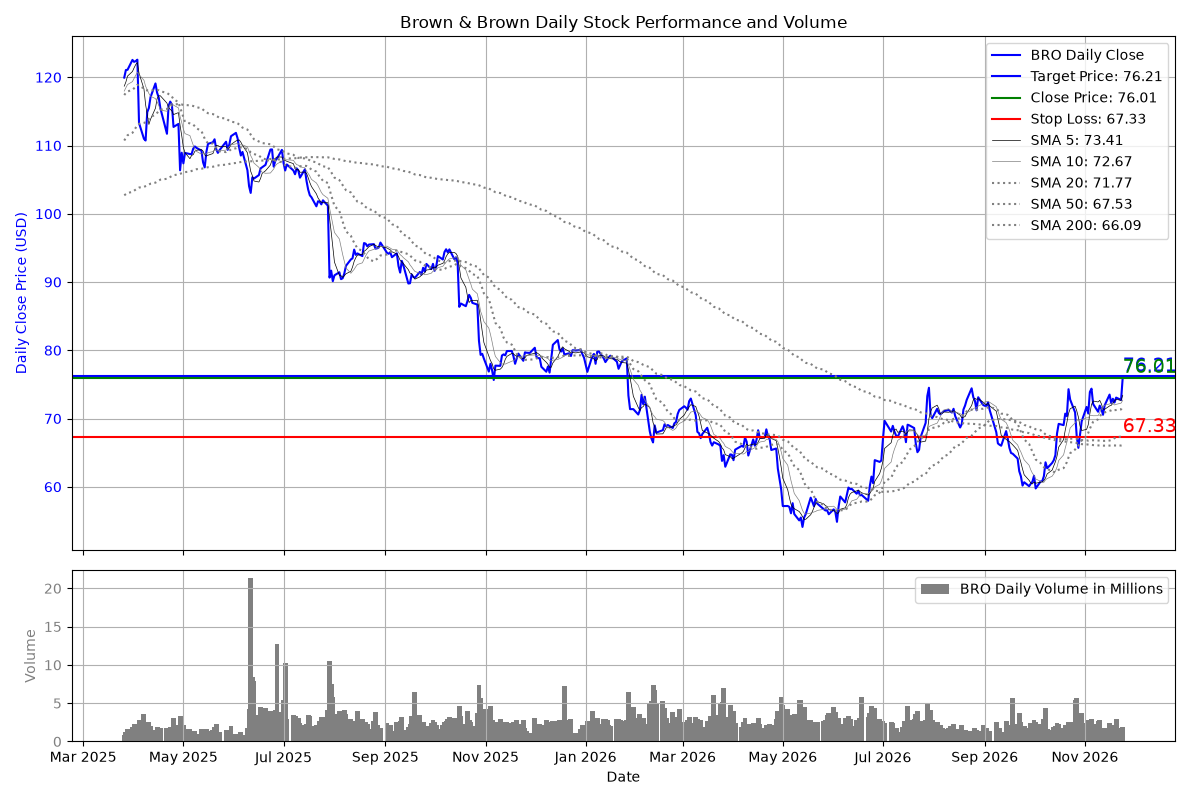 Brown & Brown Daily Stock Performance and Volume
BRO Daily Close
Target Price: 76.21
Close Price: 76.01
Stop Loss: 67.33
SMA 5: 73.41
SMA 10: 72.67
SMA 20: 71.77
SMA 50: 67.53
SMA 200: 66.09
Daily Close Price (USD)
120
110
100
90
80
70
60
76.21
76.01
67.33
BRO Daily Volume in Millions
Volume
20
15
10
5
0
Mar 2025 May 2025 Jul 2025 Sep 2025 Nov 2025 Jan 2026 Mar 2026 May 2026 Jul 2026 Sep 2026 Nov 2026
Date